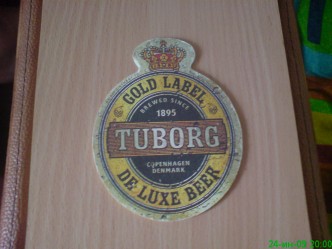 GOLD LABEL
BREWED SINCE
1895
TUBORG
COPENHAGEN
DENMARK
DE LUXE BEER